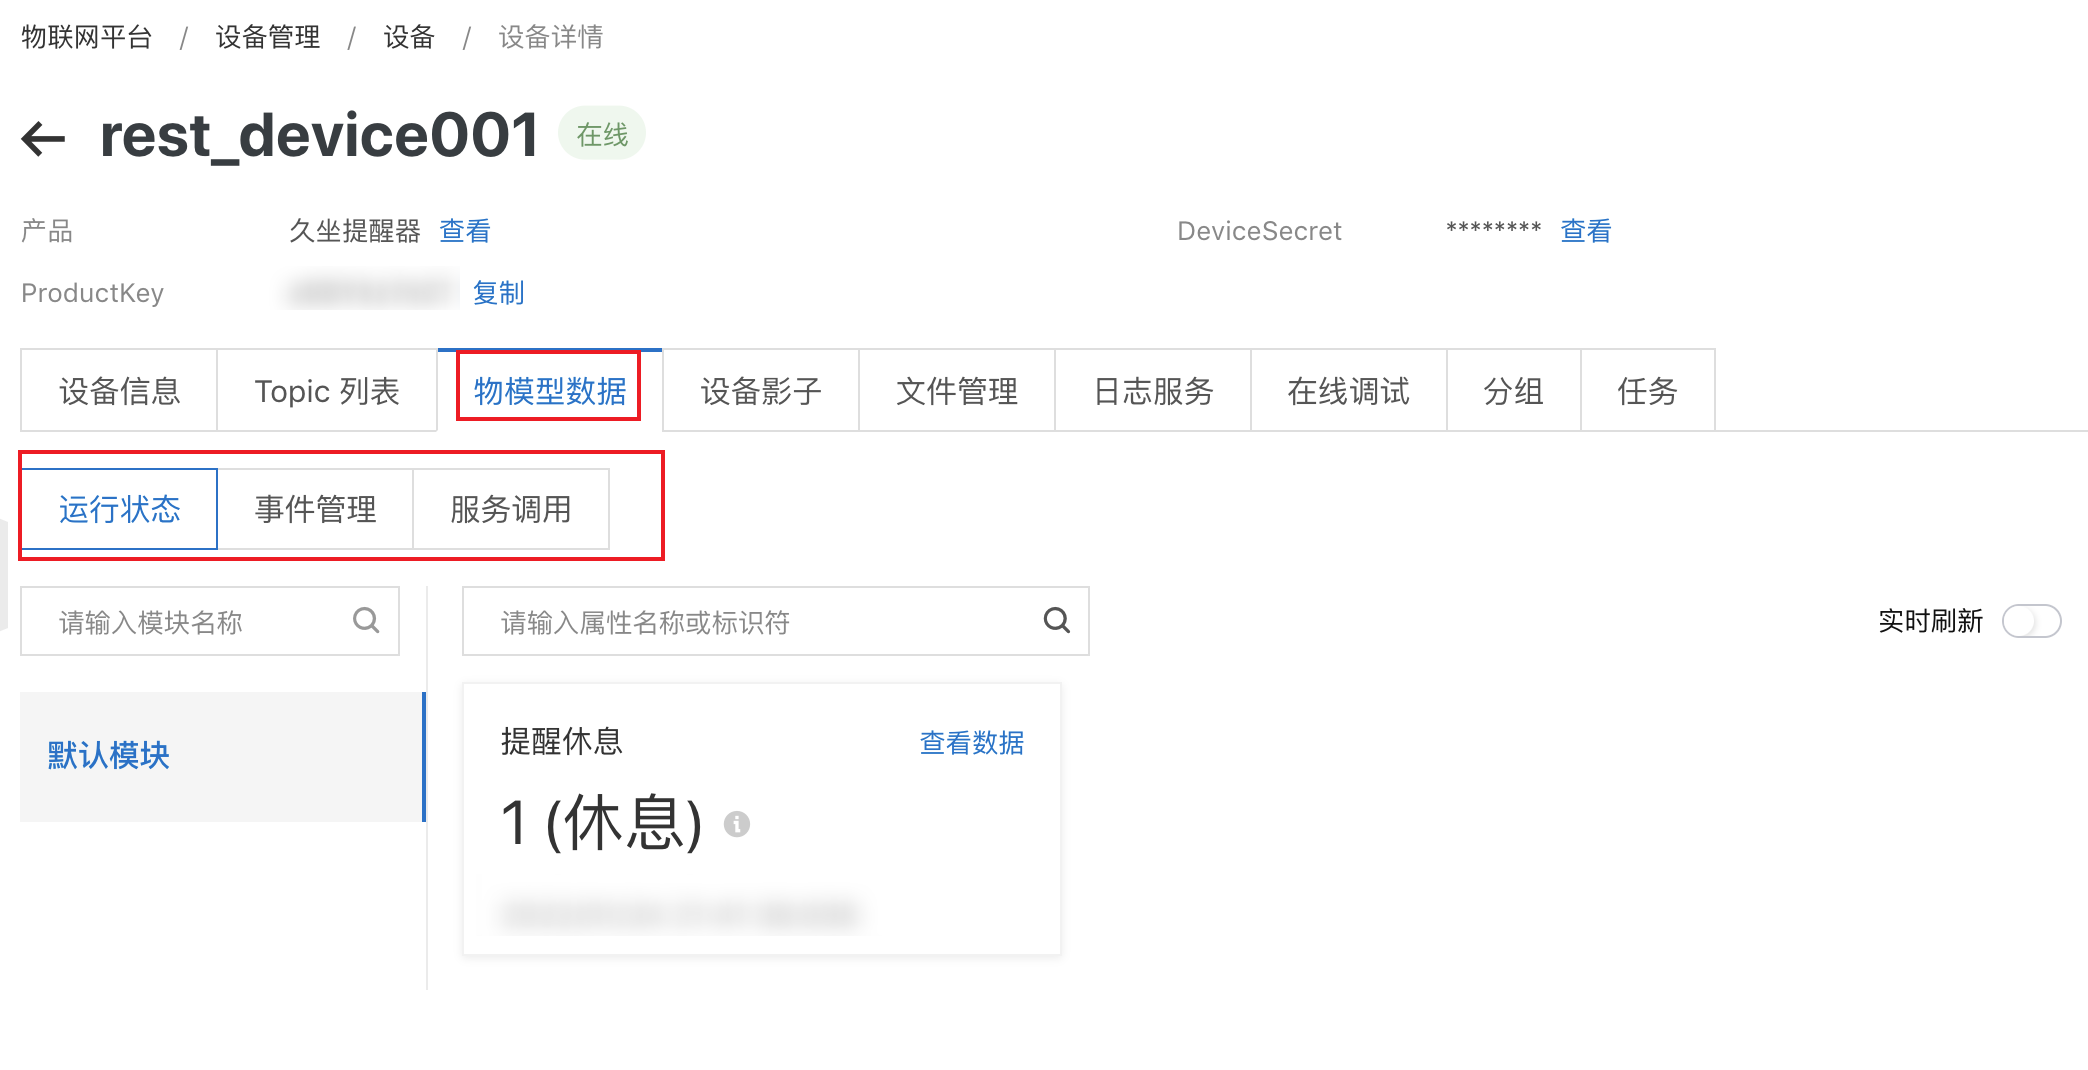 物联网平台 / 设备管理 / 设备 / 设备详情
← rest_device001 在线
产品 久坐提醒器 查看 DeviceSecret ******** 查看
ProductKey 复制
设备信息 Topic 列表 物模型数据 设备影子 文件管理 日志服务 在线调试 分组 任务
运行状态 事件管理 服务调用
请输入模块名称 请输入属性名称或标识符 实时刷新
默认模块
提醒休息 查看数据
1 (休息)